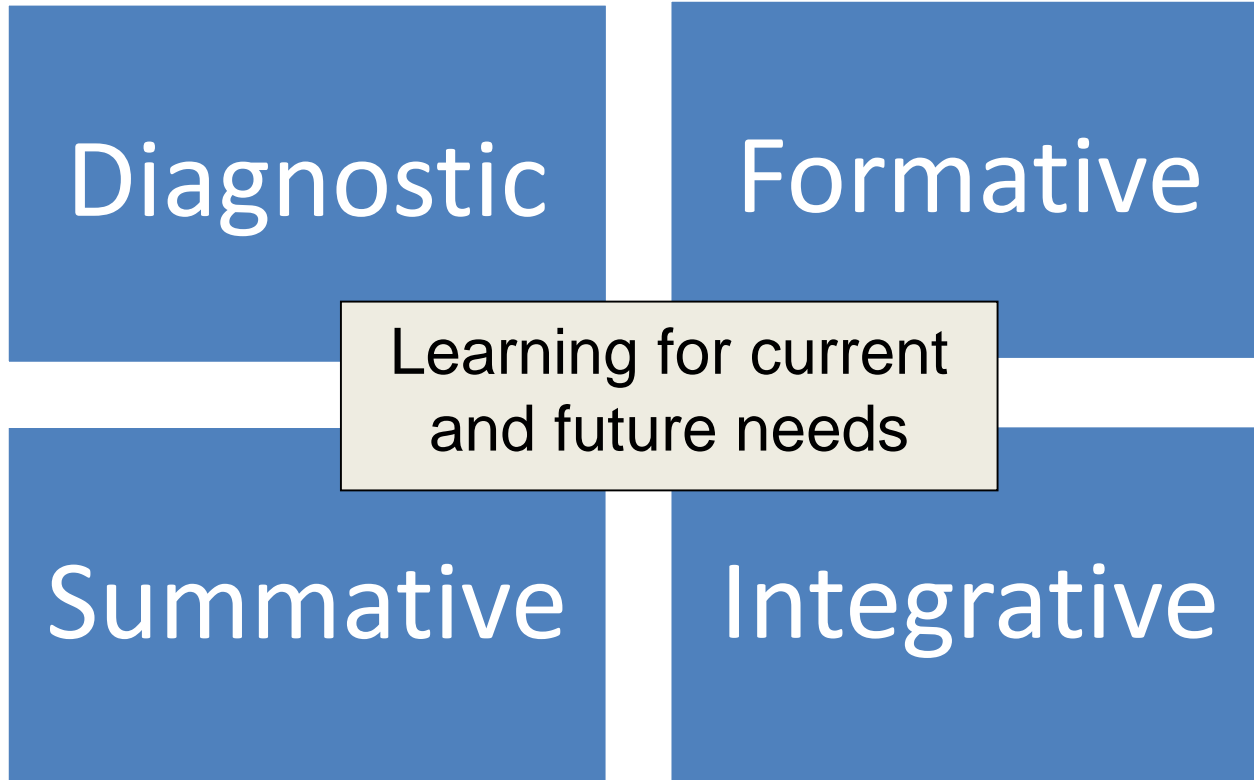 Diagnostic
Formative
Learning for current
and future needs
Summative
Integrative